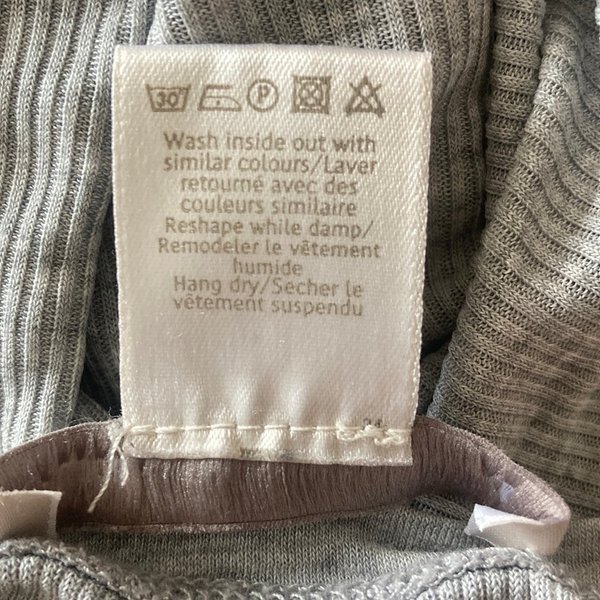 30
P
Wash inside out with
similar colours/Laver
retourné avec des
couleurs similaire
Reshape while damp/
Remodeler le vêtement
humide
Hang dry/Secher le
vêtement suspendu